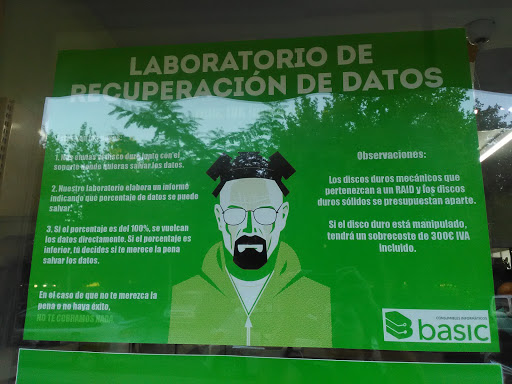 LABORATORIO DE
RECUPERACIÓN DE DATOS
1. Nos envías el disco duro junto con el
soporte donde quieras salvar los datos.
2. Nuestro laboratorio elabora un informe
indicando que porcentaje de datos se puede
salvar.
3. Si el porcentaje es del 100%, se vuelcan
los datos directamente. Si el porcentaje es
inferior, tú decides si te merece la pena
salvar los datos.
En el caso de que no te merezca la
pena o no haya éxito,
NO TE COBRAMOS NADA
Observaciones:
Los discos duros mecánicos que
pertenezcan a un RAID y los discos
duros sólidos se presupuestan aparte.
Si el disco duro está manipulado,
tendrá un sobrecoste de 300€ IVA
incluido.
CONSUMIBLES INFORMÁTICOS
basic